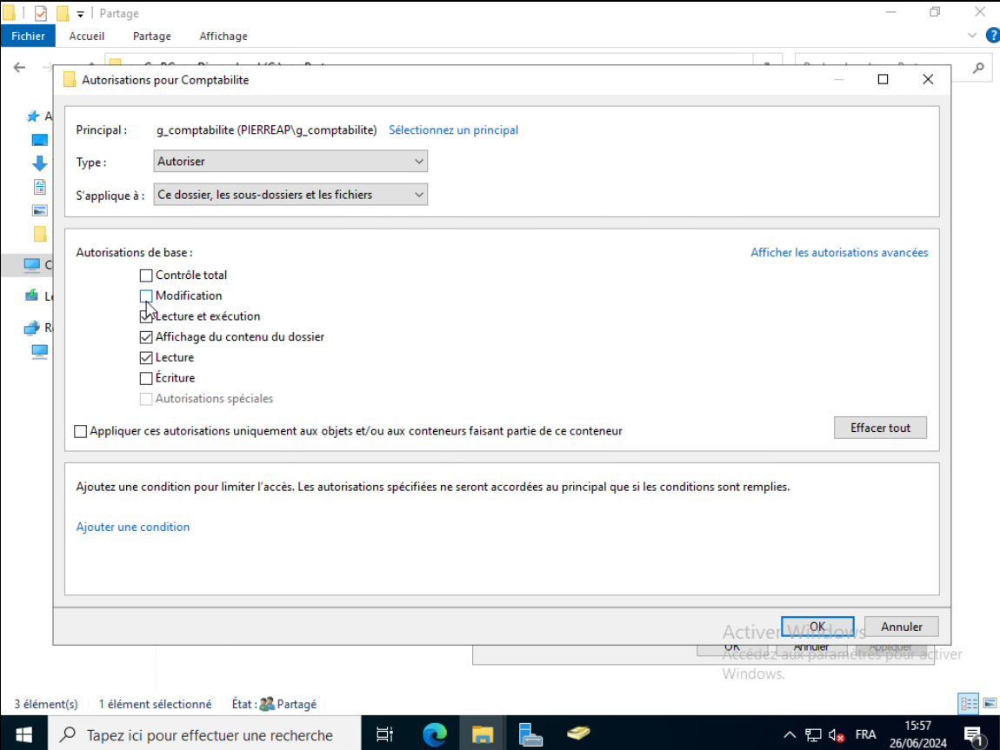 Partage
Fichier Accueil Partage Affichage
Autorisations pour Comptabilite
Principal : g_comptabilite (PIERREAP\g_comptabilite) Sélectionnez un principal
Type : Autoriser
S'applique à : Ce dossier, les sous-dossiers et les fichiers
Autorisations de base : Afficher les autorisations avancées
Contrôle total
Modification
Lecture et exécution
Affichage du contenu du dossier
Lecture
Écriture
Autorisations spéciales
Appliquer ces autorisations uniquement aux objets et/ou aux conteneurs faisant partie de ce conteneur Effacer tout
Ajoutez une condition pour limiter l'accès. Les autorisations spécifiées ne seront accordées au principal que si les conditions sont remplies.
Ajouter une condition
OK Annuler
Activer Windows
OK Annuler Appliquer
Accédez aux paramètres pour activer
Windows.
3 élément(s) 1 élément sélectionné État : Partagé
Tapez ici pour effectuer une recherche FRA 15:57
26/06/2024 1